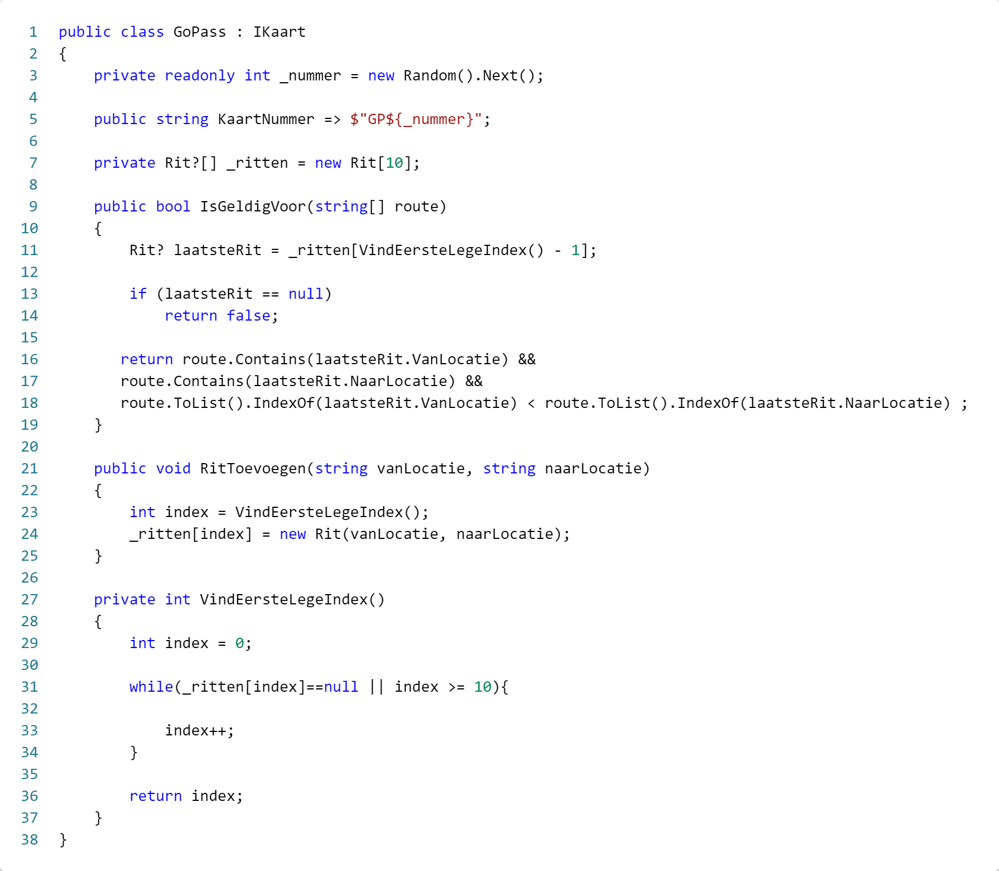 1 public class GoPass : IKaart
2 {
3     private readonly int _nummer = new Random().Next();
4
5     public string KaartNummer => $"GP${_nummer}";
6
7     private Rit?[] _ritten = new Rit[10];
8
9     public bool IsGeldigVoor(string[] route)
10     {
11         Rit? laatsteRit = _ritten[VindEersteLegeIndex() - 1];
12
13         if (laatsteRit == null)
14             return false;
15
16        return route.Contains(laatsteRit.VanLocatie) &&
17        route.Contains(laatsteRit.NaarLocatie) &&
18        route.ToList().IndexOf(laatsteRit.VanLocatie) < route.ToList().IndexOf(laatsteRit.NaarLocatie) ;
19     }
20
21     public void RitToevoegen(string vanLocatie, string naarLocatie)
22     {
23         int index = VindEersteLegeIndex();
24         _ritten[index] = new Rit(vanLocatie, naarLocatie);
25     }
26
27     private int VindEersteLegeIndex()
28     {
29         int index = 0;
30
31         while(_ritten[index]==null || index >= 10){
32
33             index++;
34         }
35
36         return index;
37     }
38 }